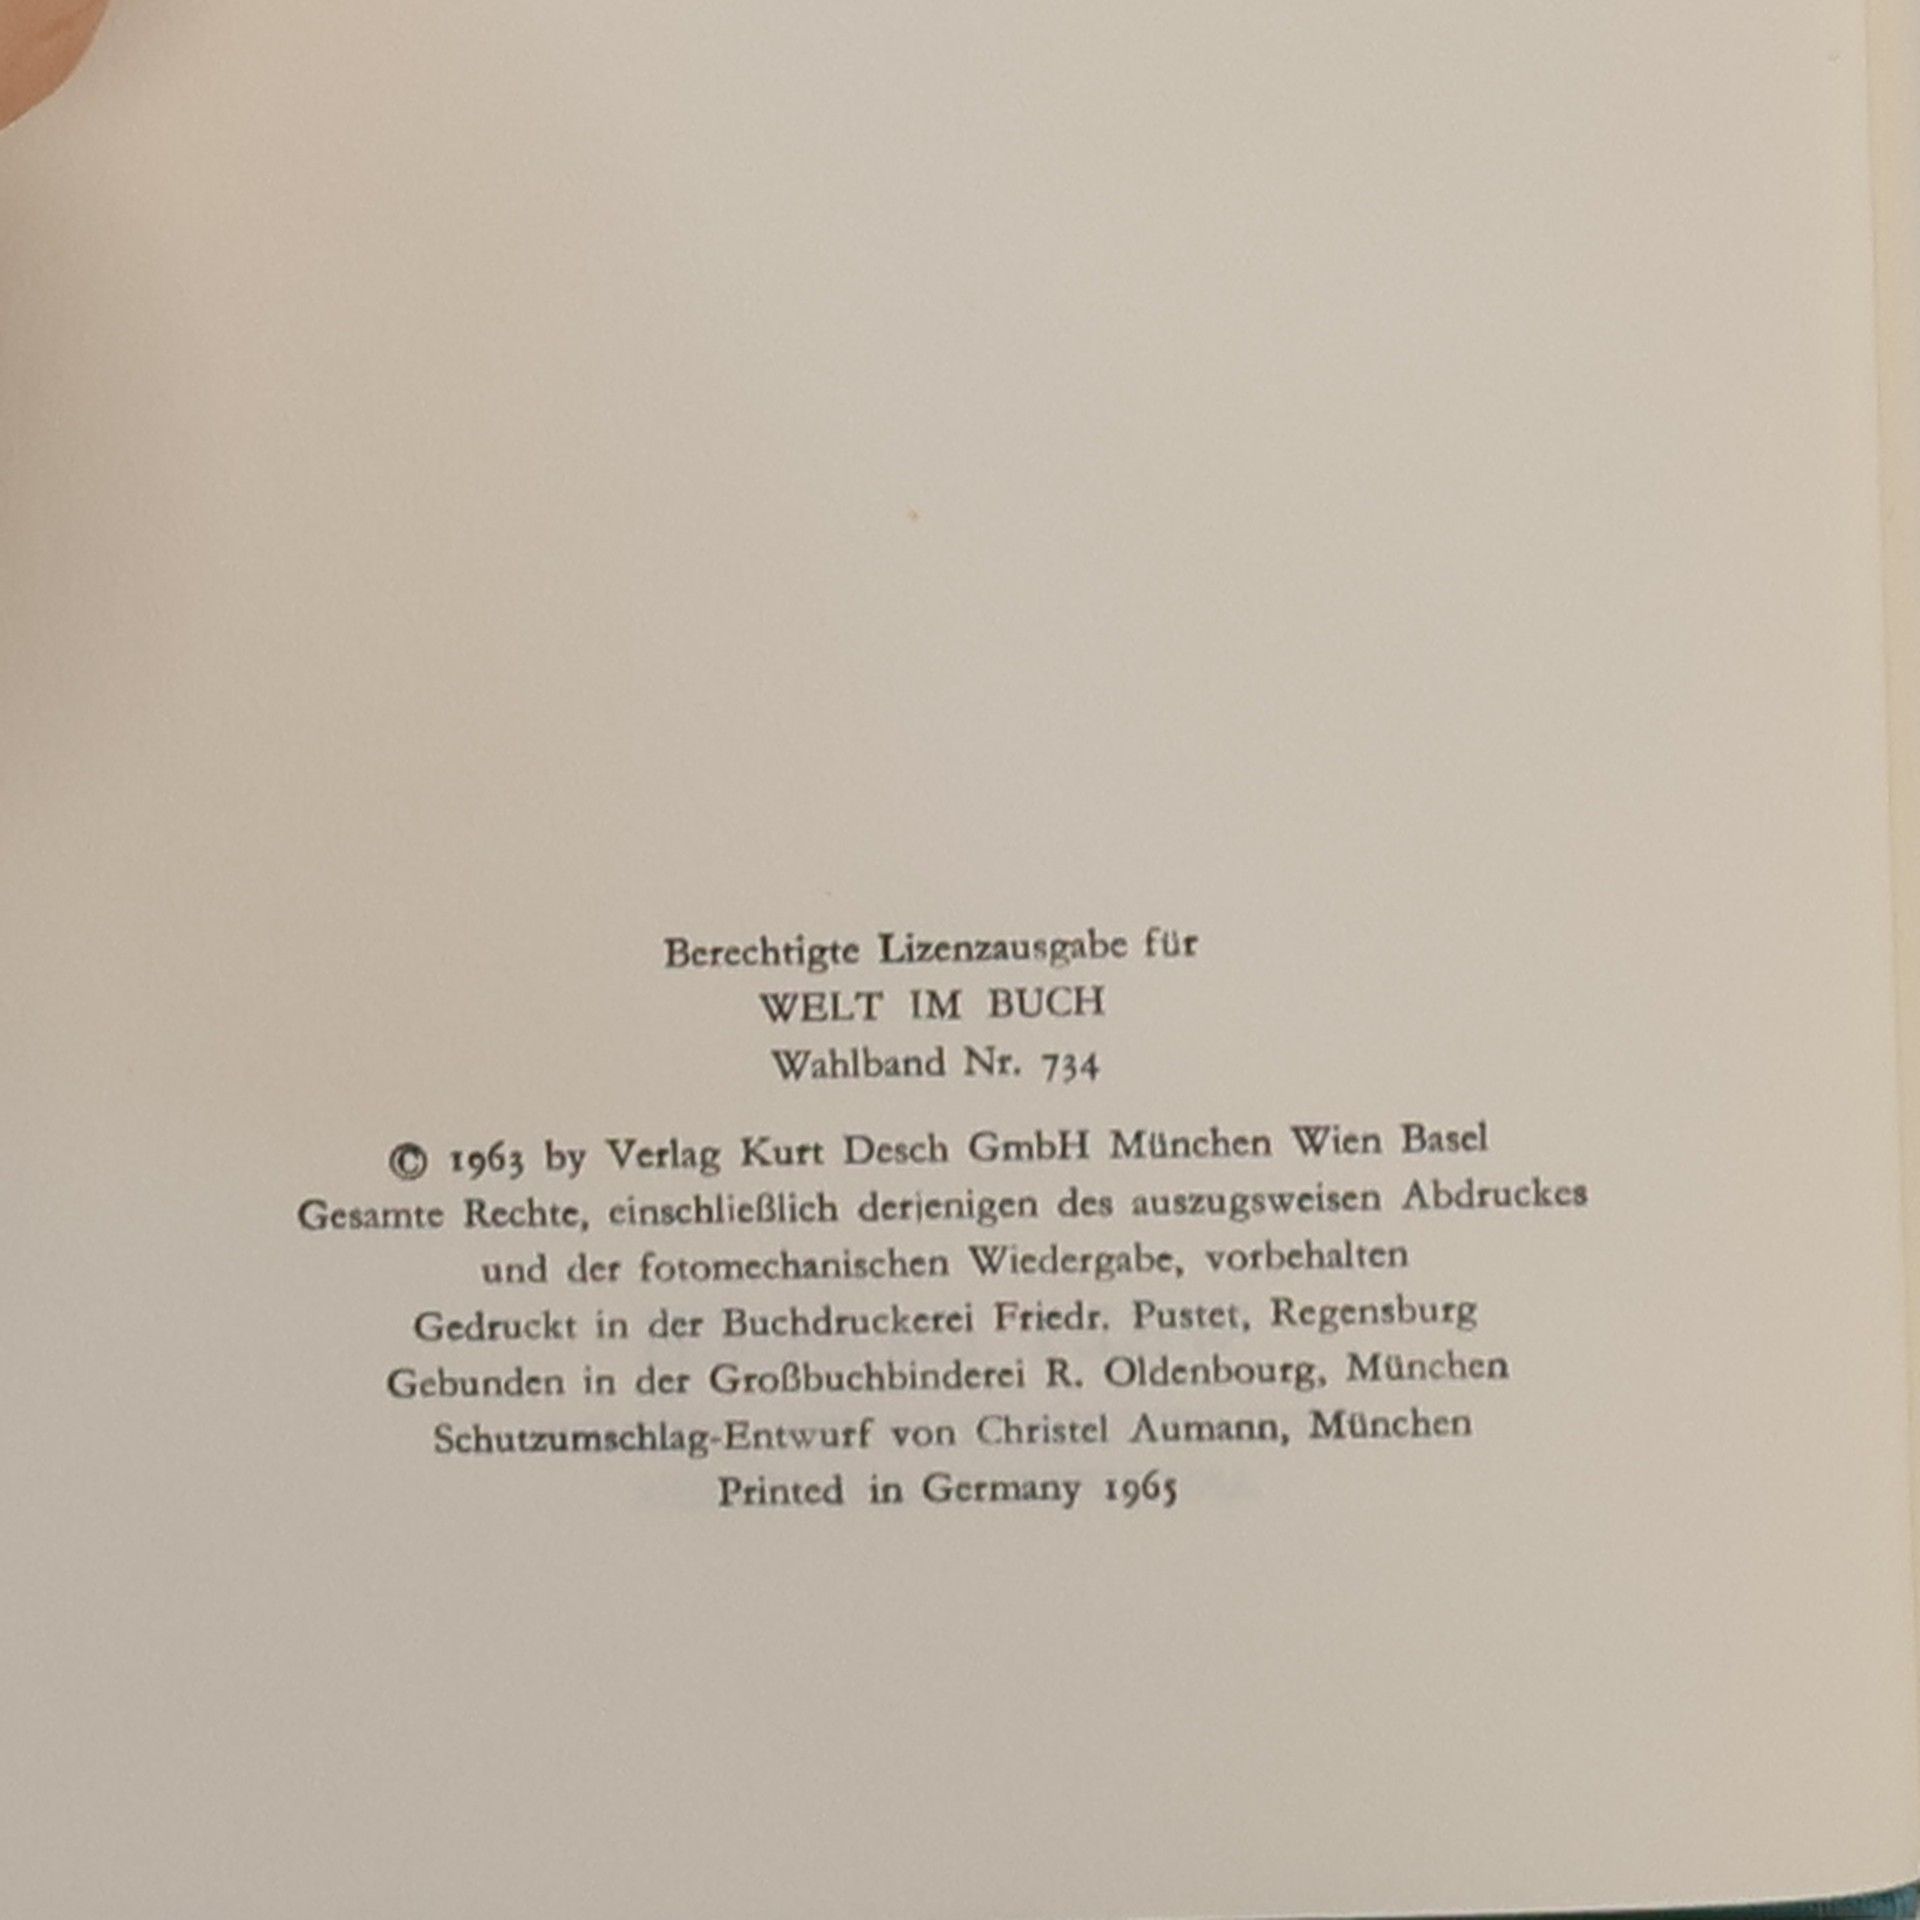 Berechtigte Lizenzausgabe für
WELT IM BUCH
Wahlband Nr. 734
© 1963 by Verlag Kurt Desch GmbH München Wien Basel
Gesamte Rechte, einschließlich derjenigen des auszugsweisen Abdruckes
und der fotomechanischen Wiedergabe, vorbehalten
Gedruckt in der Buchdruckerei Friedr. Pustet, Regensburg
Gebunden in der Großbuchbinderei R. Oldenbourg, München
Schutzumschlag-Entwurf von Christel Aumann, München
Printed in Germany 1965